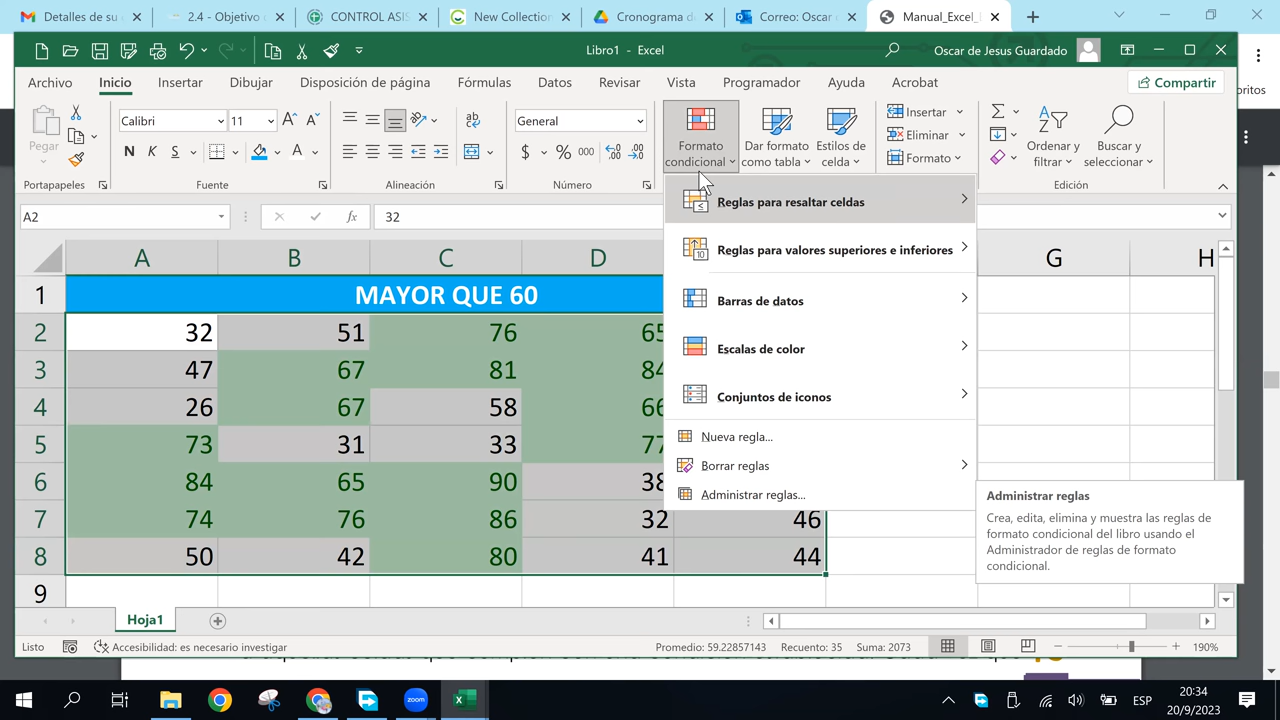 Detalles de su
2.4 - Objetivo
CONTROL ASIS
New Collection
Cronograma d
Correo: Oscar
Manual_Excel_
Libro1 - Excel
Oscar de Jesus Guardado
Archivo
Inicio
Insertar
Dibujar
Disposición de página
Fórmulas
Datos
Revisar
Vista
Programador
Ayuda
Acrobat
Compartir
oritos
Pegar
Calibri
11
N K S
General
$ % 000
Formato condicional
Dar formato como tabla
Estilos de celda
Insertar
Eliminar
Formato
Ordenar y filtrar
Buscar y seleccionar
Portapapeles
Fuente
Alineación
Número
Edición
A2
fx
32
Reglas para resaltar celdas
Reglas para valores superiores e inferiores
Barras de datos
Escalas de color
Conjuntos de iconos
Nueva regla...
Borrar reglas
Administrar reglas...
Administrar reglas
Crea, edita, elimina y muestra las reglas de
formato condicional del libro usando el
Administrador de reglas de formato
condicional.
A B C D G H
1 MAYOR QUE 60
2 32 51 76 65
3 47 67 81 84
4 26 67 58 66
5 73 31 33 77
6 84 65 90 38
7 74 76 86 32 46
8 50 42 80 41 44
9
Hoja1
Listo
Accesibilidad: es necesario investigar
Promedio: 59.22857143
Recuento: 35
Suma: 2073
190%
zoom
ESP
20:34
20/9/2023